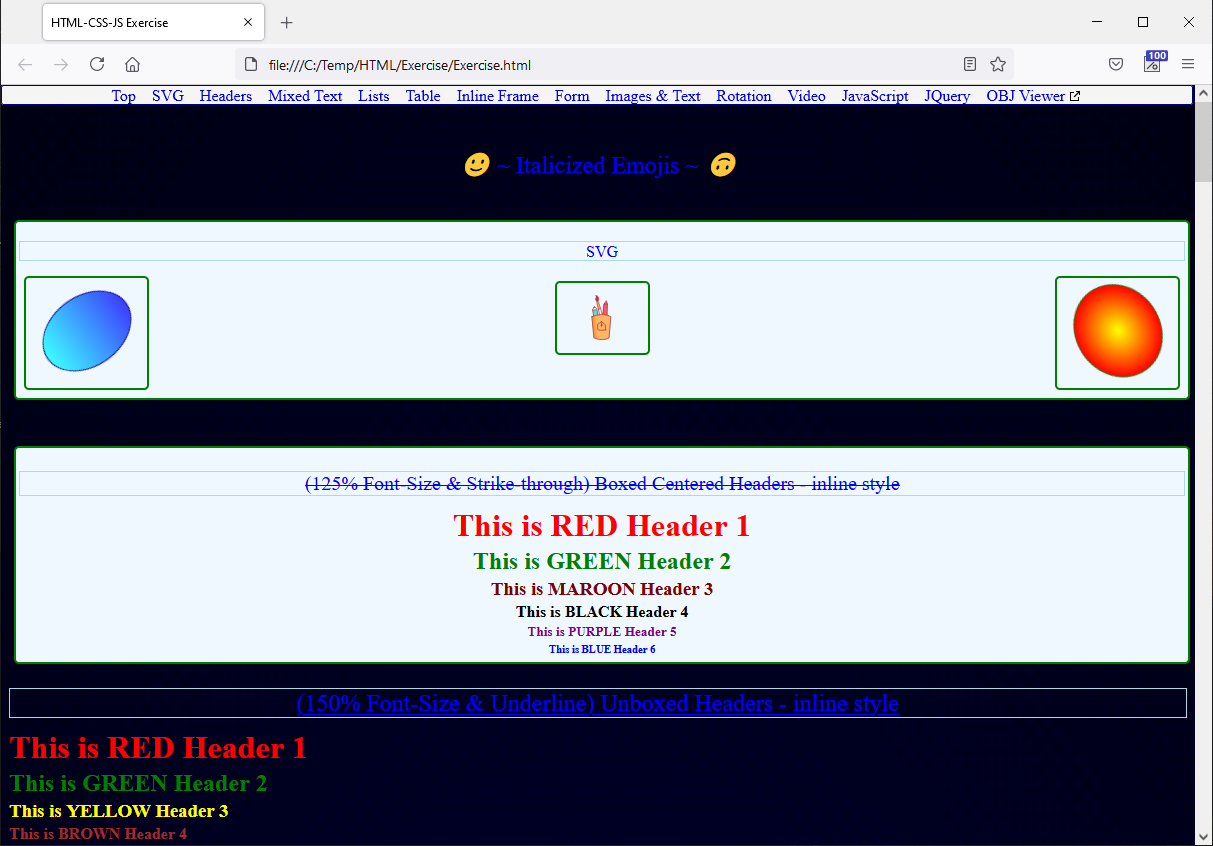 HTML-CSS-JS Exercise
file:///C:/Temp/HTML/Exercise/Exercise.html
100
Top SVG Headers Mixed Text Lists Table Inline Frame Form Images & Text Rotation Video JavaScript JQuery OBJ Viewer
🙂 ~ Italicized Emojis ~ 🙃
SVG
(125% Font-Size & Strike-through) Boxed Centered Headers - inline style
This is RED Header 1
This is GREEN Header 2
This is MAROON Header 3
This is BLACK Header 4
This is PURPLE Header 5
This is BLUE Header 6
(150% Font-Size & Underline) Unboxed Headers - inline style
This is RED Header 1
This is GREEN Header 2
This is YELLOW Header 3
This is BROWN Header 4